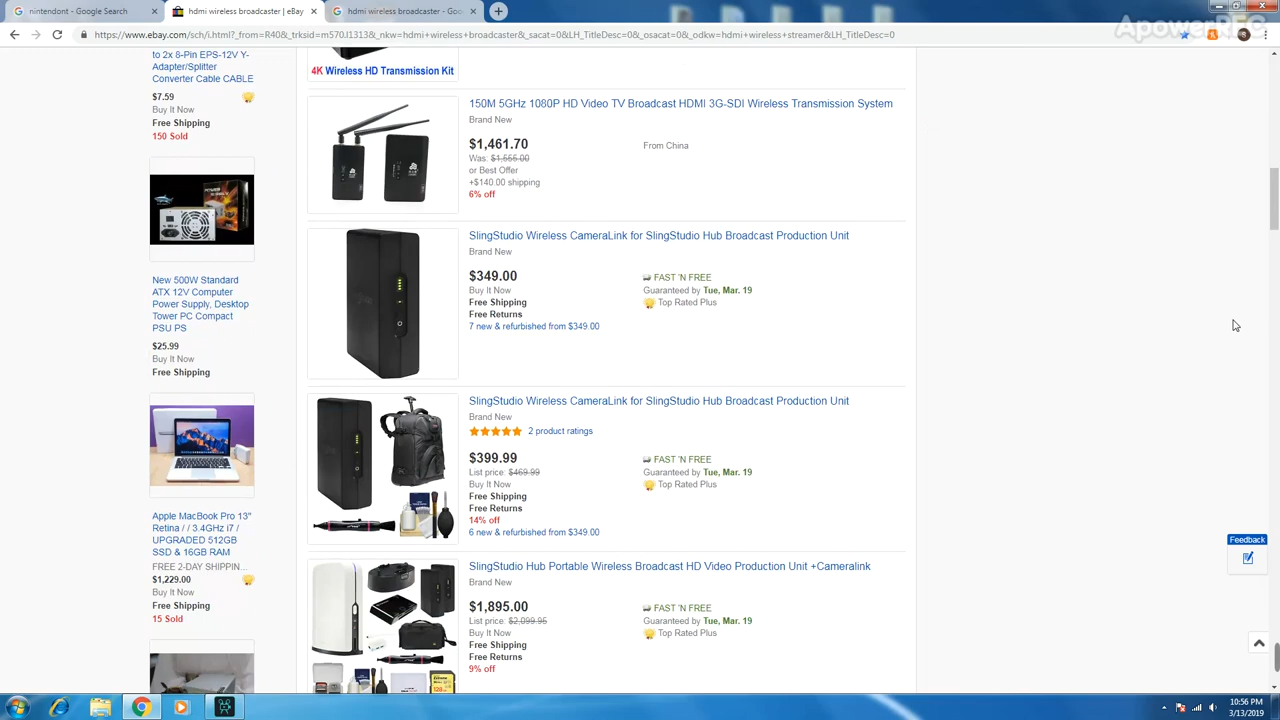 nintendont - Google Search
hdmi wireless broadcaster | eBay
hdmi wireless broadcaster - Goo
ApowerREC
https://www.ebay.com/sch/i.html?_from=R40&_trksid=m570.l1313&_nkw=hdmi+wireless+broadcaster&_sacat=0&LH_TitleDesc=0&_osacat=0&_odkw=hdmi+wireless+streamer&LH_TitleDesc=0
to 2x 8-Pin EPS-12V Y-
Adapter/Splitter
Converter Cable CABLE
$7.59
Buy It Now
Free Shipping
150 Sold
New 500W Standard
ATX 12V Computer
Power Supply, Desktop
Tower PC Compact
PSU PS
$25.99
Buy It Now
Free Shipping
Apple MacBook Pro 13"
Retina / / 3.4GHz i7 /
UPGRADED 512GB
SSD & 16GB RAM
FREE 2-DAY SHIPPIN...
$1,229.00
Buy It Now
Free Shipping
15 Sold
4K Wireless HD Transmission Kit
150M 5GHz 1080P HD Video TV Broadcast HDMI 3G-SDI Wireless Transmission System
Brand New
$1,461.70
From China
Was: $1,555.00
or Best Offer
+$140.00 shipping
6% off
SlingStudio Wireless CameraLink for SlingStudio Hub Broadcast Production Unit
Brand New
$349.00
FAST 'N FREE
Buy It Now
Guaranteed by Tue, Mar. 19
Free Shipping
Top Rated Plus
Free Returns
7 new & refurbished from $349.00
SlingStudio Wireless CameraLink for SlingStudio Hub Broadcast Production Unit
Brand New
2 product ratings
$399.99
FAST 'N FREE
List price: $469.99
Guaranteed by Tue, Mar. 19
Buy It Now
Top Rated Plus
Free Shipping
Free Returns
14% off
6 new & refurbished from $349.00
SlingStudio Hub Portable Wireless Broadcast HD Video Production Unit +Cameralink
Brand New
$1,895.00
FAST 'N FREE
List price: $2,099.95
Guaranteed by Tue, Mar. 19
Buy It Now
Top Rated Plus
Free Shipping
Free Returns
9% off
Feedback
10:56 PM
3/13/2019